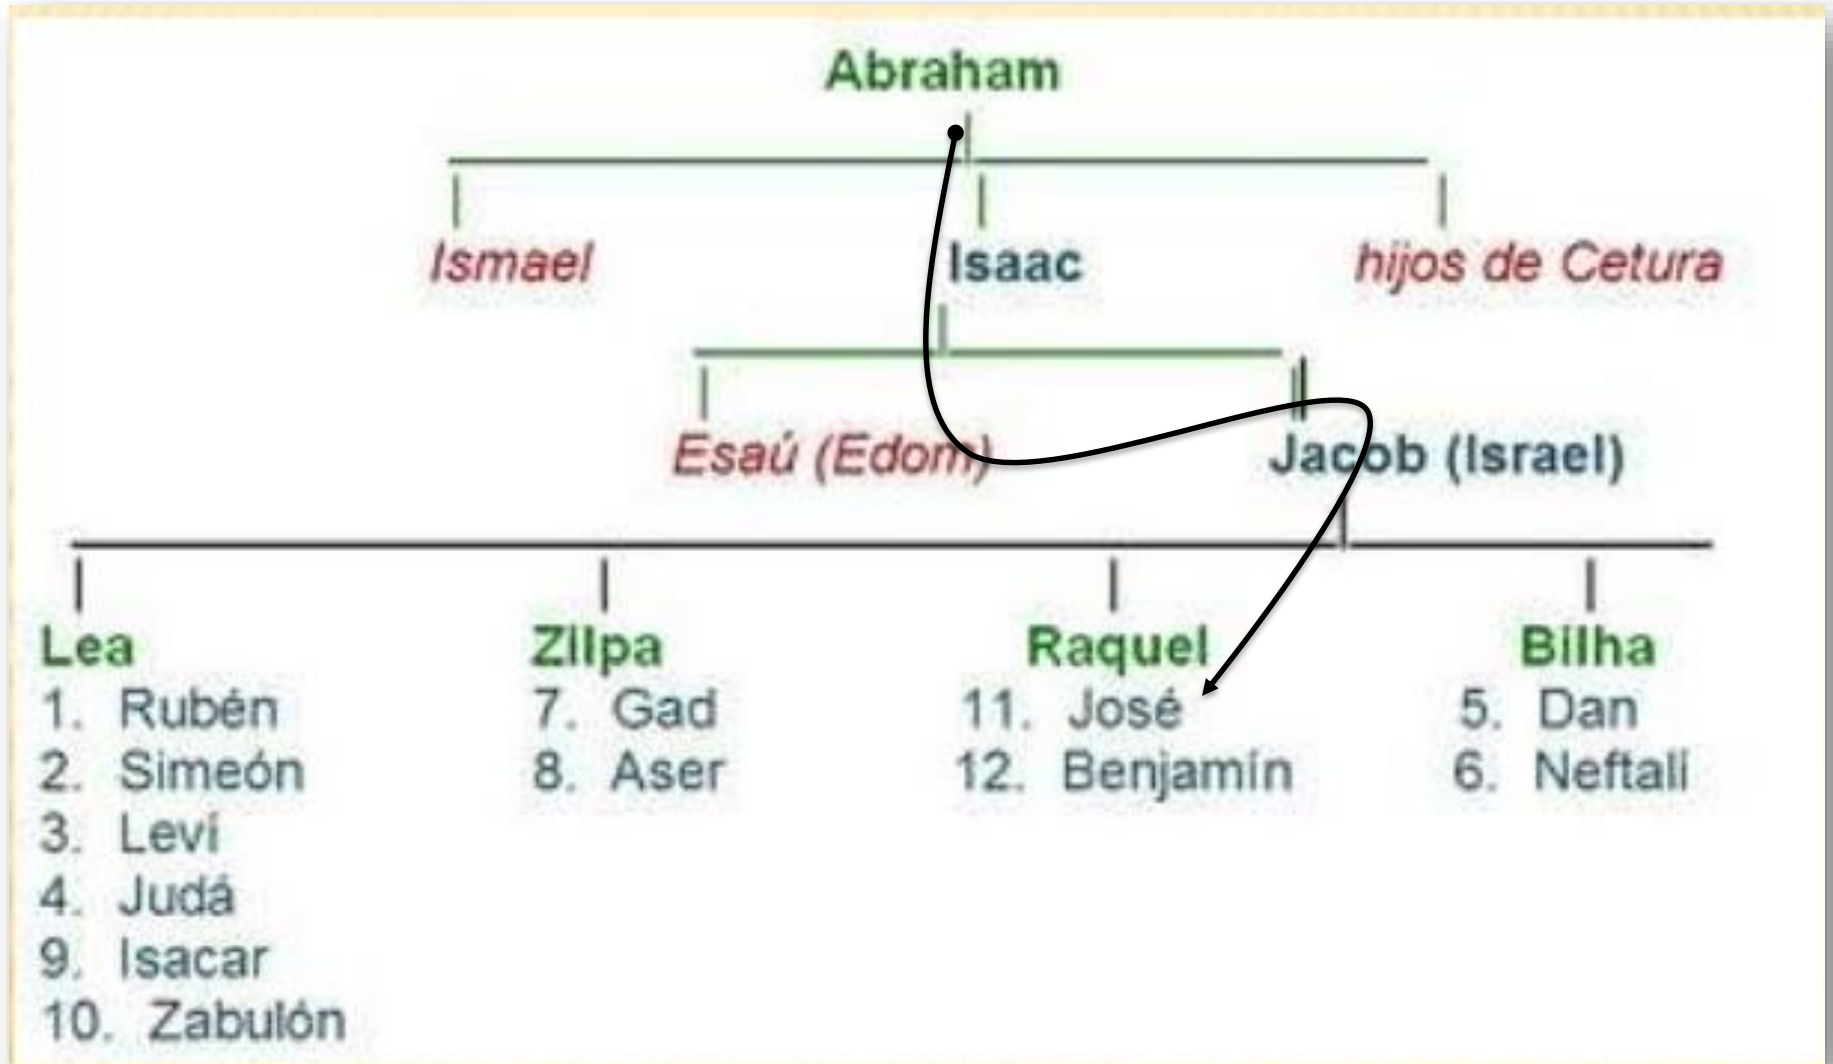 Abraham
Ismael Isaac hijos de Cetura
Esaú (Edom) Jacob (Israel)
Lea Zilpa Raquel Bilha
1. Rubén 7. Gad 11. José 5. Dan
2. Simeón 8. Aser 12. Benjamín 6. Neftalí
3. Leví
4. Judá
9. Isacar
10. Zabulón